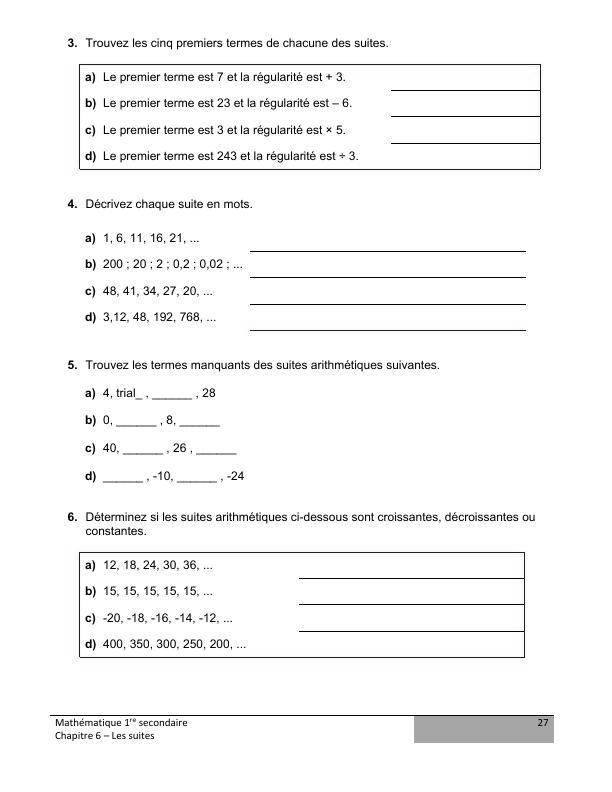 3. Trouvez les cinq premiers termes de chacune des suites.
a) Le premier terme est 7 et la régularité est + 3.
b) Le premier terme est 23 et la régularité est – 6.
c) Le premier terme est 3 et la régularité est × 5.
d) Le premier terme est 243 et la régularité est ÷ 3.
4. Décrivez chaque suite en mots.
a) 1, 6, 11, 16, 21, ...
b) 200 ; 20 ; 2 ; 0,2 ; 0,02 ; ...
c) 48, 41, 34, 27, 20, ...
d) 3,12, 48, 192, 768, ...
5. Trouvez les termes manquants des suites arithmétiques suivantes.
a) 4, trial_ , ______ , 28
b) 0, ______ , 8, ______
c) 40, ______ , 26 , ______
d) ______ , -10, ______ , -24
6. Déterminez si les suites arithmétiques ci-dessous sont croissantes, décroissantes ou
constantes.
a) 12, 18, 24, 30, 36, ...
b) 15, 15, 15, 15, 15, ...
c) -20, -18, -16, -14, -12, ...
d) 400, 350, 300, 250, 200, ...
Mathématique 1re secondaire
27
Chapitre 6 – Les suites